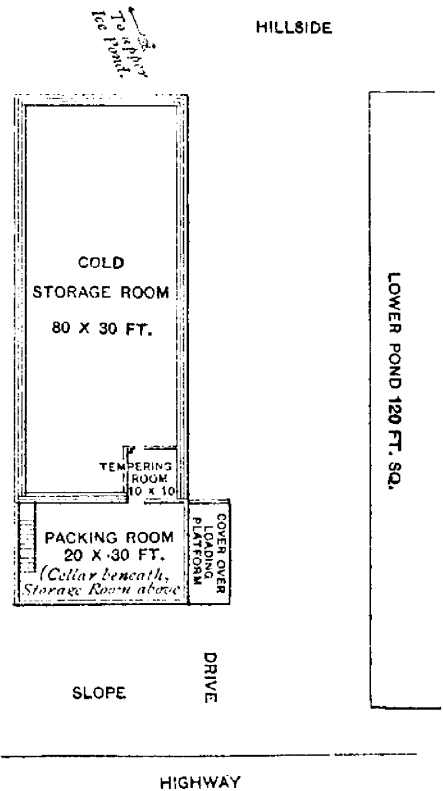 To upper
Ice Pond.
HILLSIDE
COLD
STORAGE ROOM
80 X 30 FT.
LOWER POND 120 FT. SQ.
TEMPERING
ROOM
10 X 10
PACKING ROOM
20 X 30 FT.
(Cellar beneath,
Storage Room above
COVER OVER
LOADING
PLATFORM
DRIVE
SLOPE
HIGHWAY